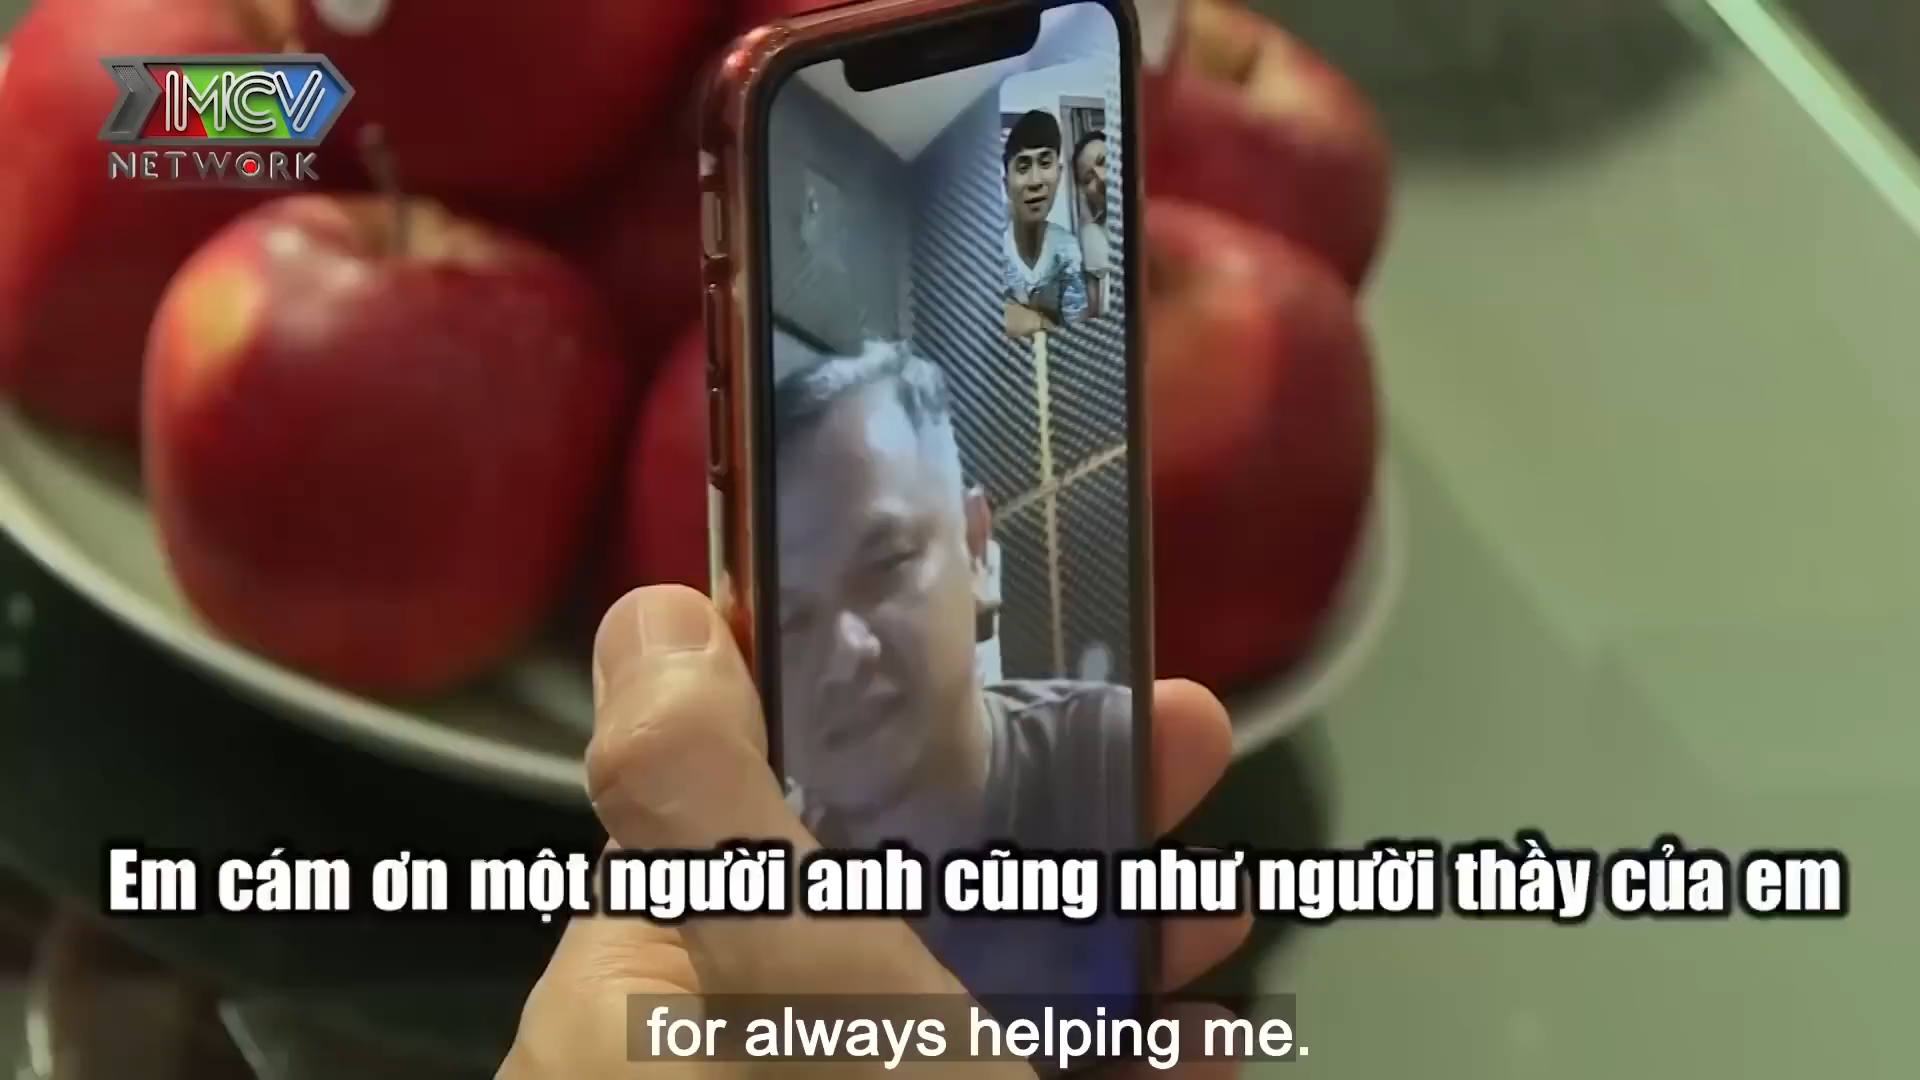 MCV
NETWORK
Em cám ơn một người anh cũng như người thầy của em
for always helping me.